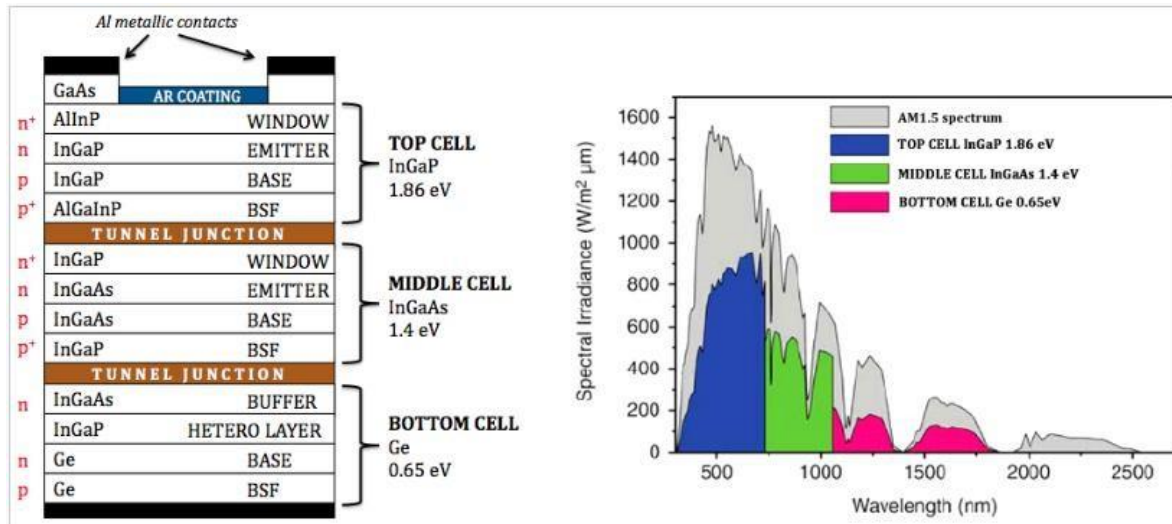 Al metallic contacts
GaAs
AR COATING
n+ AlInP WINDOW
n InGaP EMITTER
p InGaP BASE
p+ AlGaInP BSF
TOP CELL
InGaP
1.86 eV
TUNNEL JUNCTION
n+ InGaP WINDOW
n InGaAs EMITTER
p InGaAs BASE
p+ InGaP BSF
MIDDLE CELL
InGaAs
1.4 eV
TUNNEL JUNCTION
n InGaAs BUFFER
InGaP HETERO LAYER
n Ge BASE
p Ge BSF
BOTTOM CELL
Ge
0.65 eV
Spectral Irradiance (W/m² µm)
1600
1400
1200
1000
800
600
400
200
0
AM1.5 spectrum
TOP CELL InGaP 1.86 eV
MIDDLE CELL InGaAs 1.4 eV
BOTTOM CELL Ge 0.65eV
500 1000 1500 2000 2500
Wavelength (nm)